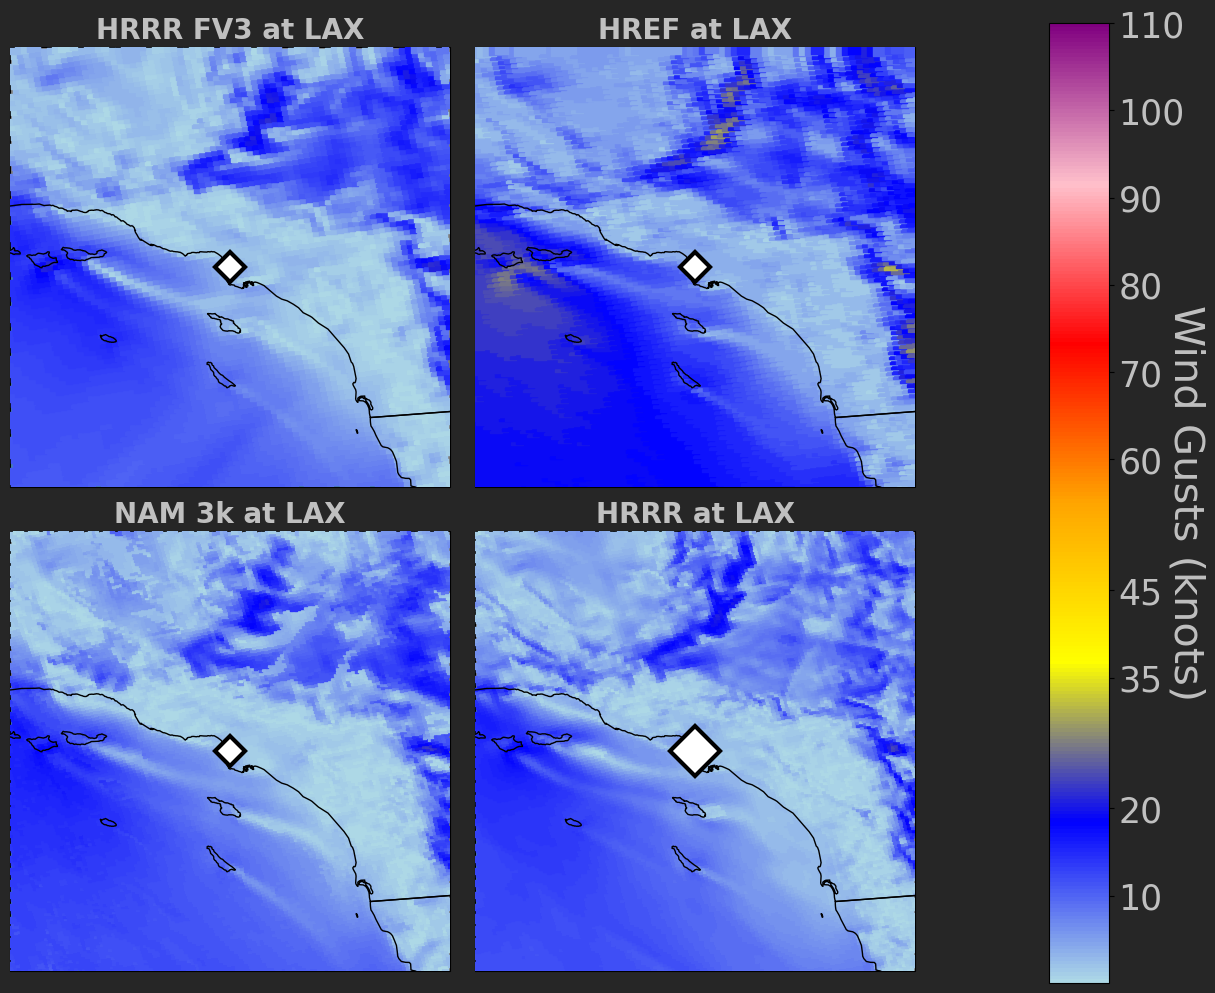 HRRR FV3 at LAX
HREF at LAX
NAM 3k at LAX
HRRR at LAX
110
100
90
80
70
60
45
35
20
10
Wind Gusts (knots)